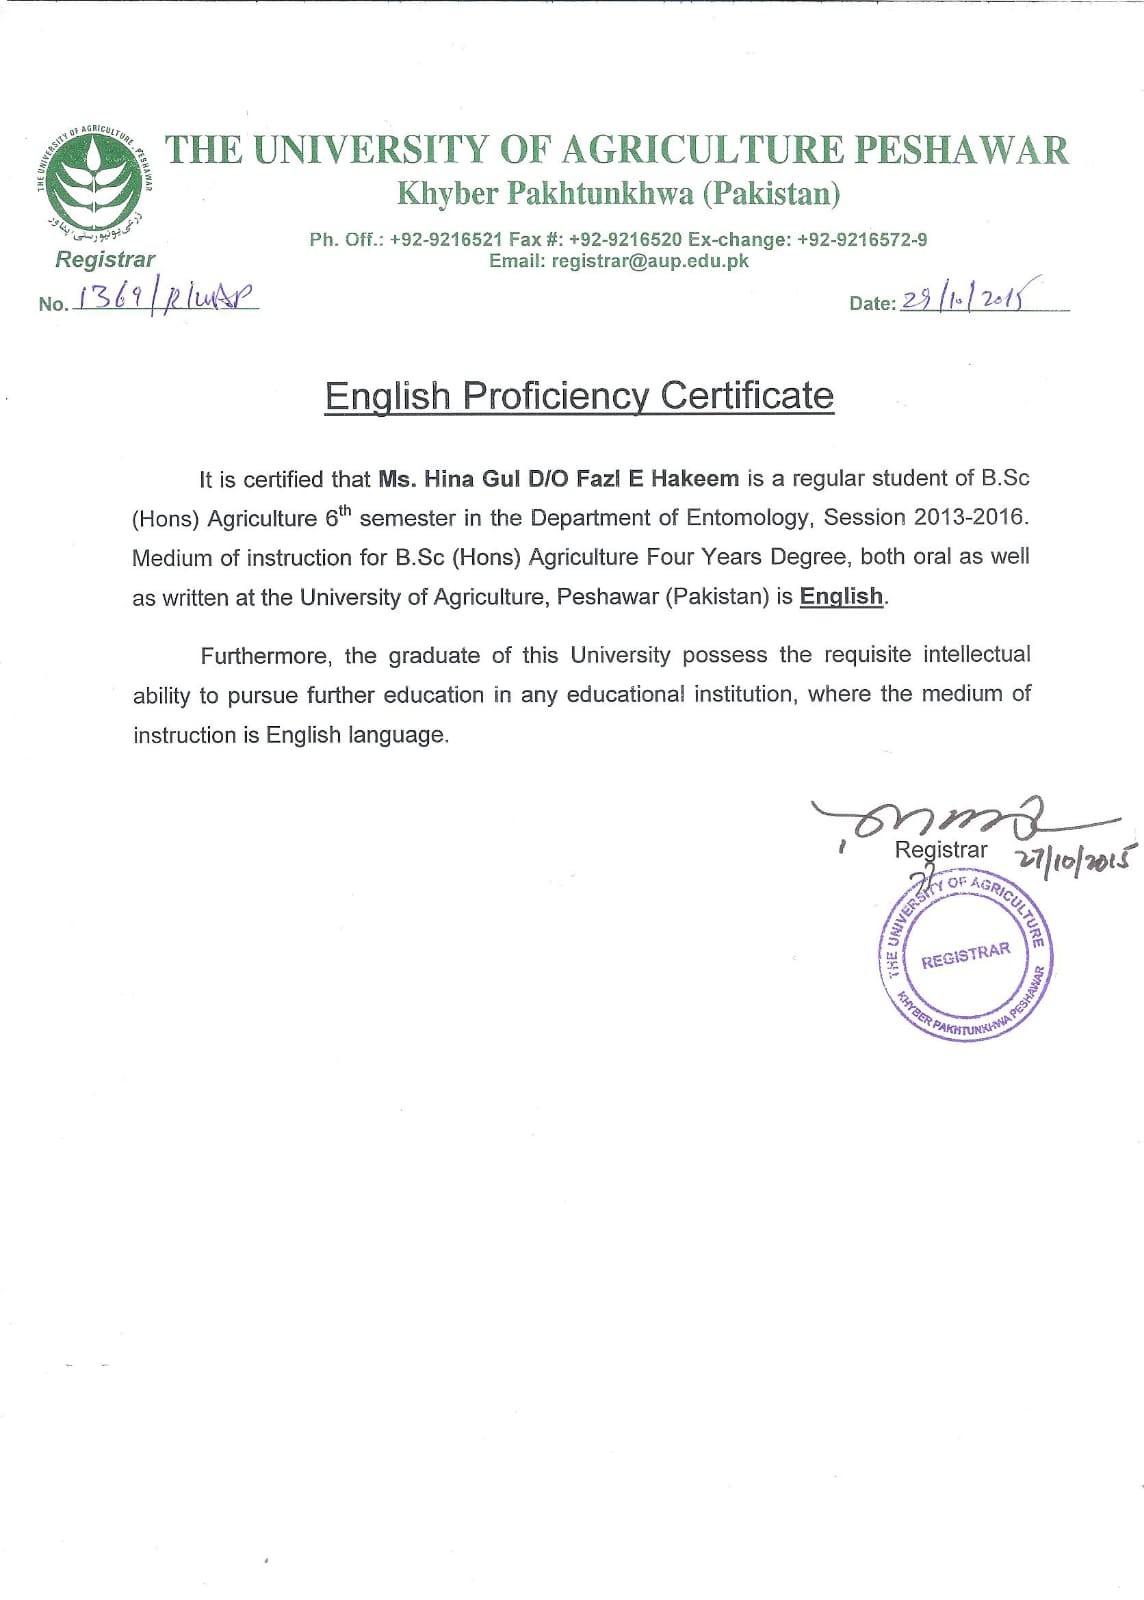 THE UNIVERSITY OF AGRICULTURE, PESHAWAR
زرعی یونیورسٹی پشاور
THE UNIVERSITY OF AGRICULTURE PESHAWAR
Khyber Pakhtunkhwa (Pakistan)
Ph. Off.: +92-9216521 Fax #: +92-9216520 Ex-change: +92-9216572-9
Email: registrar@aup.edu.pk
Registrar
No. 1369/R/UAP
Date: 29/10/2015
English Proficiency Certificate
It is certified that Ms. Hina Gul D/O Fazl E Hakeem is a regular student of B.Sc
(Hons) Agriculture 6th semester in the Department of Entomology, Session 2013-2016.
Medium of instruction for B.Sc (Hons) Agriculture Four Years Degree, both oral as well
as written at the University of Agriculture, Peshawar (Pakistan) is English.
Furthermore, the graduate of this University possess the requisite intellectual
ability to pursue further education in any educational institution, where the medium of
instruction is English language.
Registrar 27/10/2015
THE UNIVERSITY OF AGRICULTURE
REGISTRAR
KHYBER PAKHTUNKHWA PESHAWAR